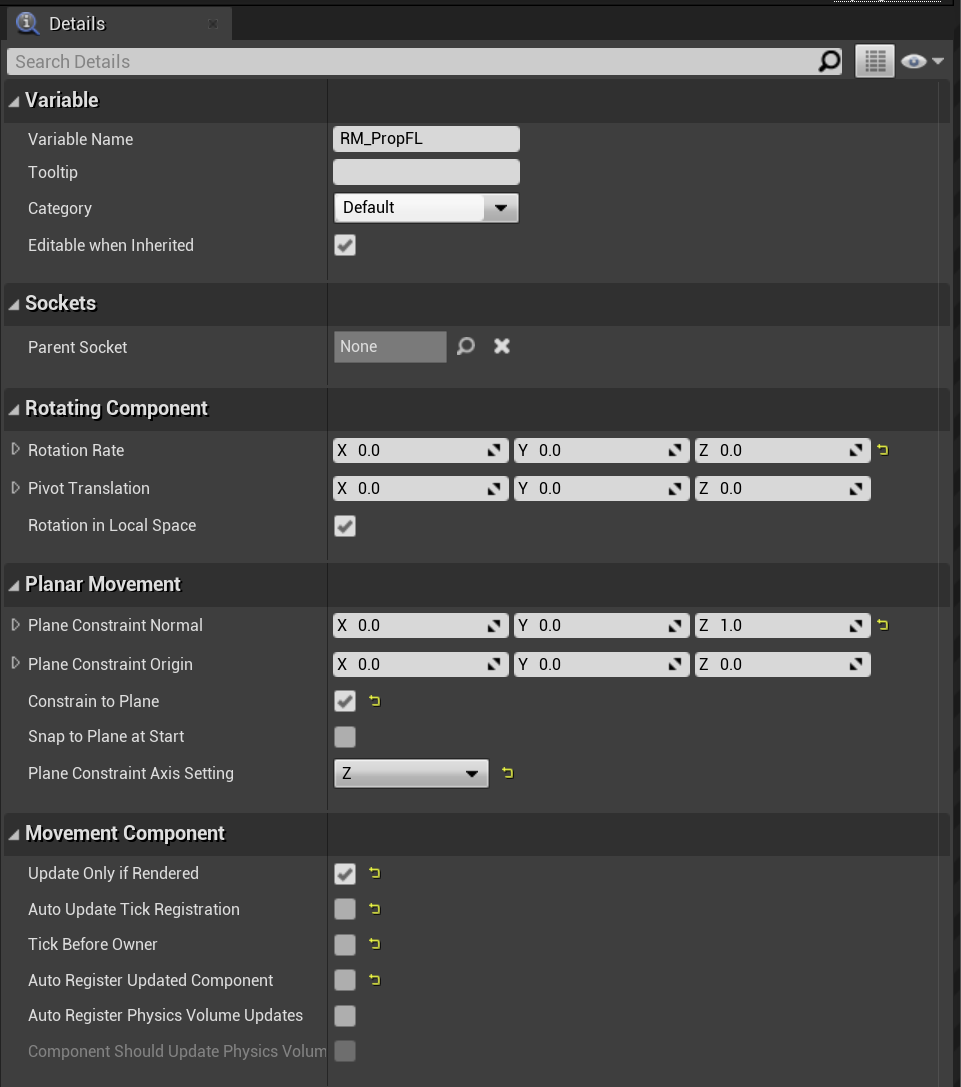 Details
Search Details
Variable
Variable Name RM_PropFL
Tooltip
Category Default
Editable when Inherited
Sockets
Parent Socket None
Rotating Component
Rotation Rate X 0.0 Y 0.0 Z 0.0
Pivot Translation X 0.0 Y 0.0 Z 0.0
Rotation in Local Space
Planar Movement
Plane Constraint Normal X 0.0 Y 0.0 Z 1.0
Plane Constraint Origin X 0.0 Y 0.0 Z 0.0
Constrain to Plane
Snap to Plane at Start
Plane Constraint Axis Setting Z
Movement Component
Update Only if Rendered
Auto Update Tick Registration
Tick Before Owner
Auto Register Updated Component
Auto Register Physics Volume Updates
Component Should Update Physics Volum